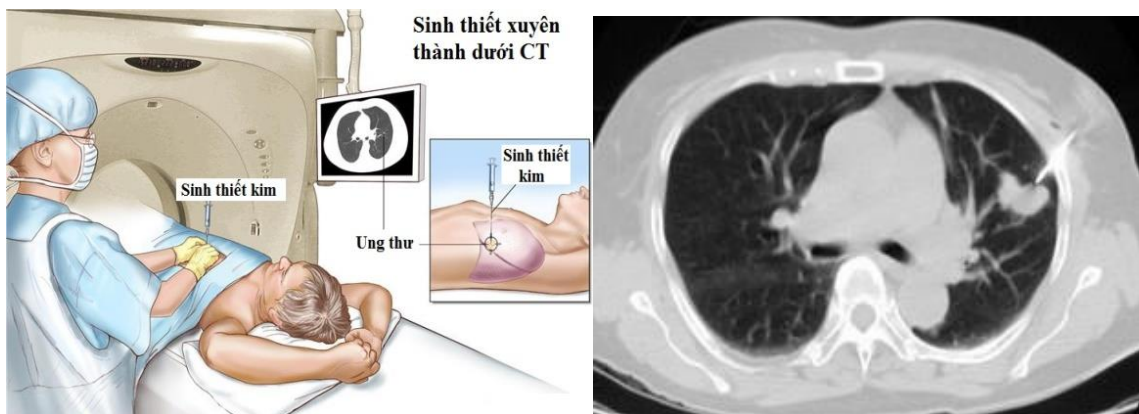 Sinh thiết xuyên
thành dưới CT
Sinh thiết kim
Sinh thiết
kim
Ung thư